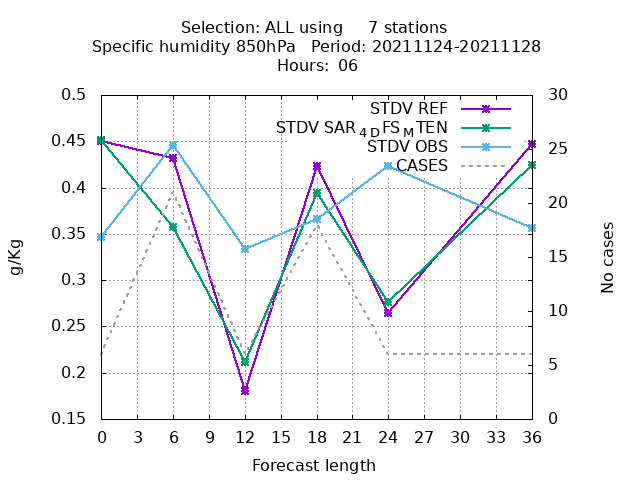 Selection: ALL using 7 stations
Specific humidity 850hPa Period: 20211124-20211128
Hours: 06
0.5
0.45
0.4
0.35
0.3
0.25
0.2
0.15
30
25
20
15
10
5
0
STDV REF
STDV SAR4DFSMTEN
STDV OBS
CASES
g/Kg
No cases
0 3 6 9 12 15 18 21 24 27 30 33 36
Forecast length